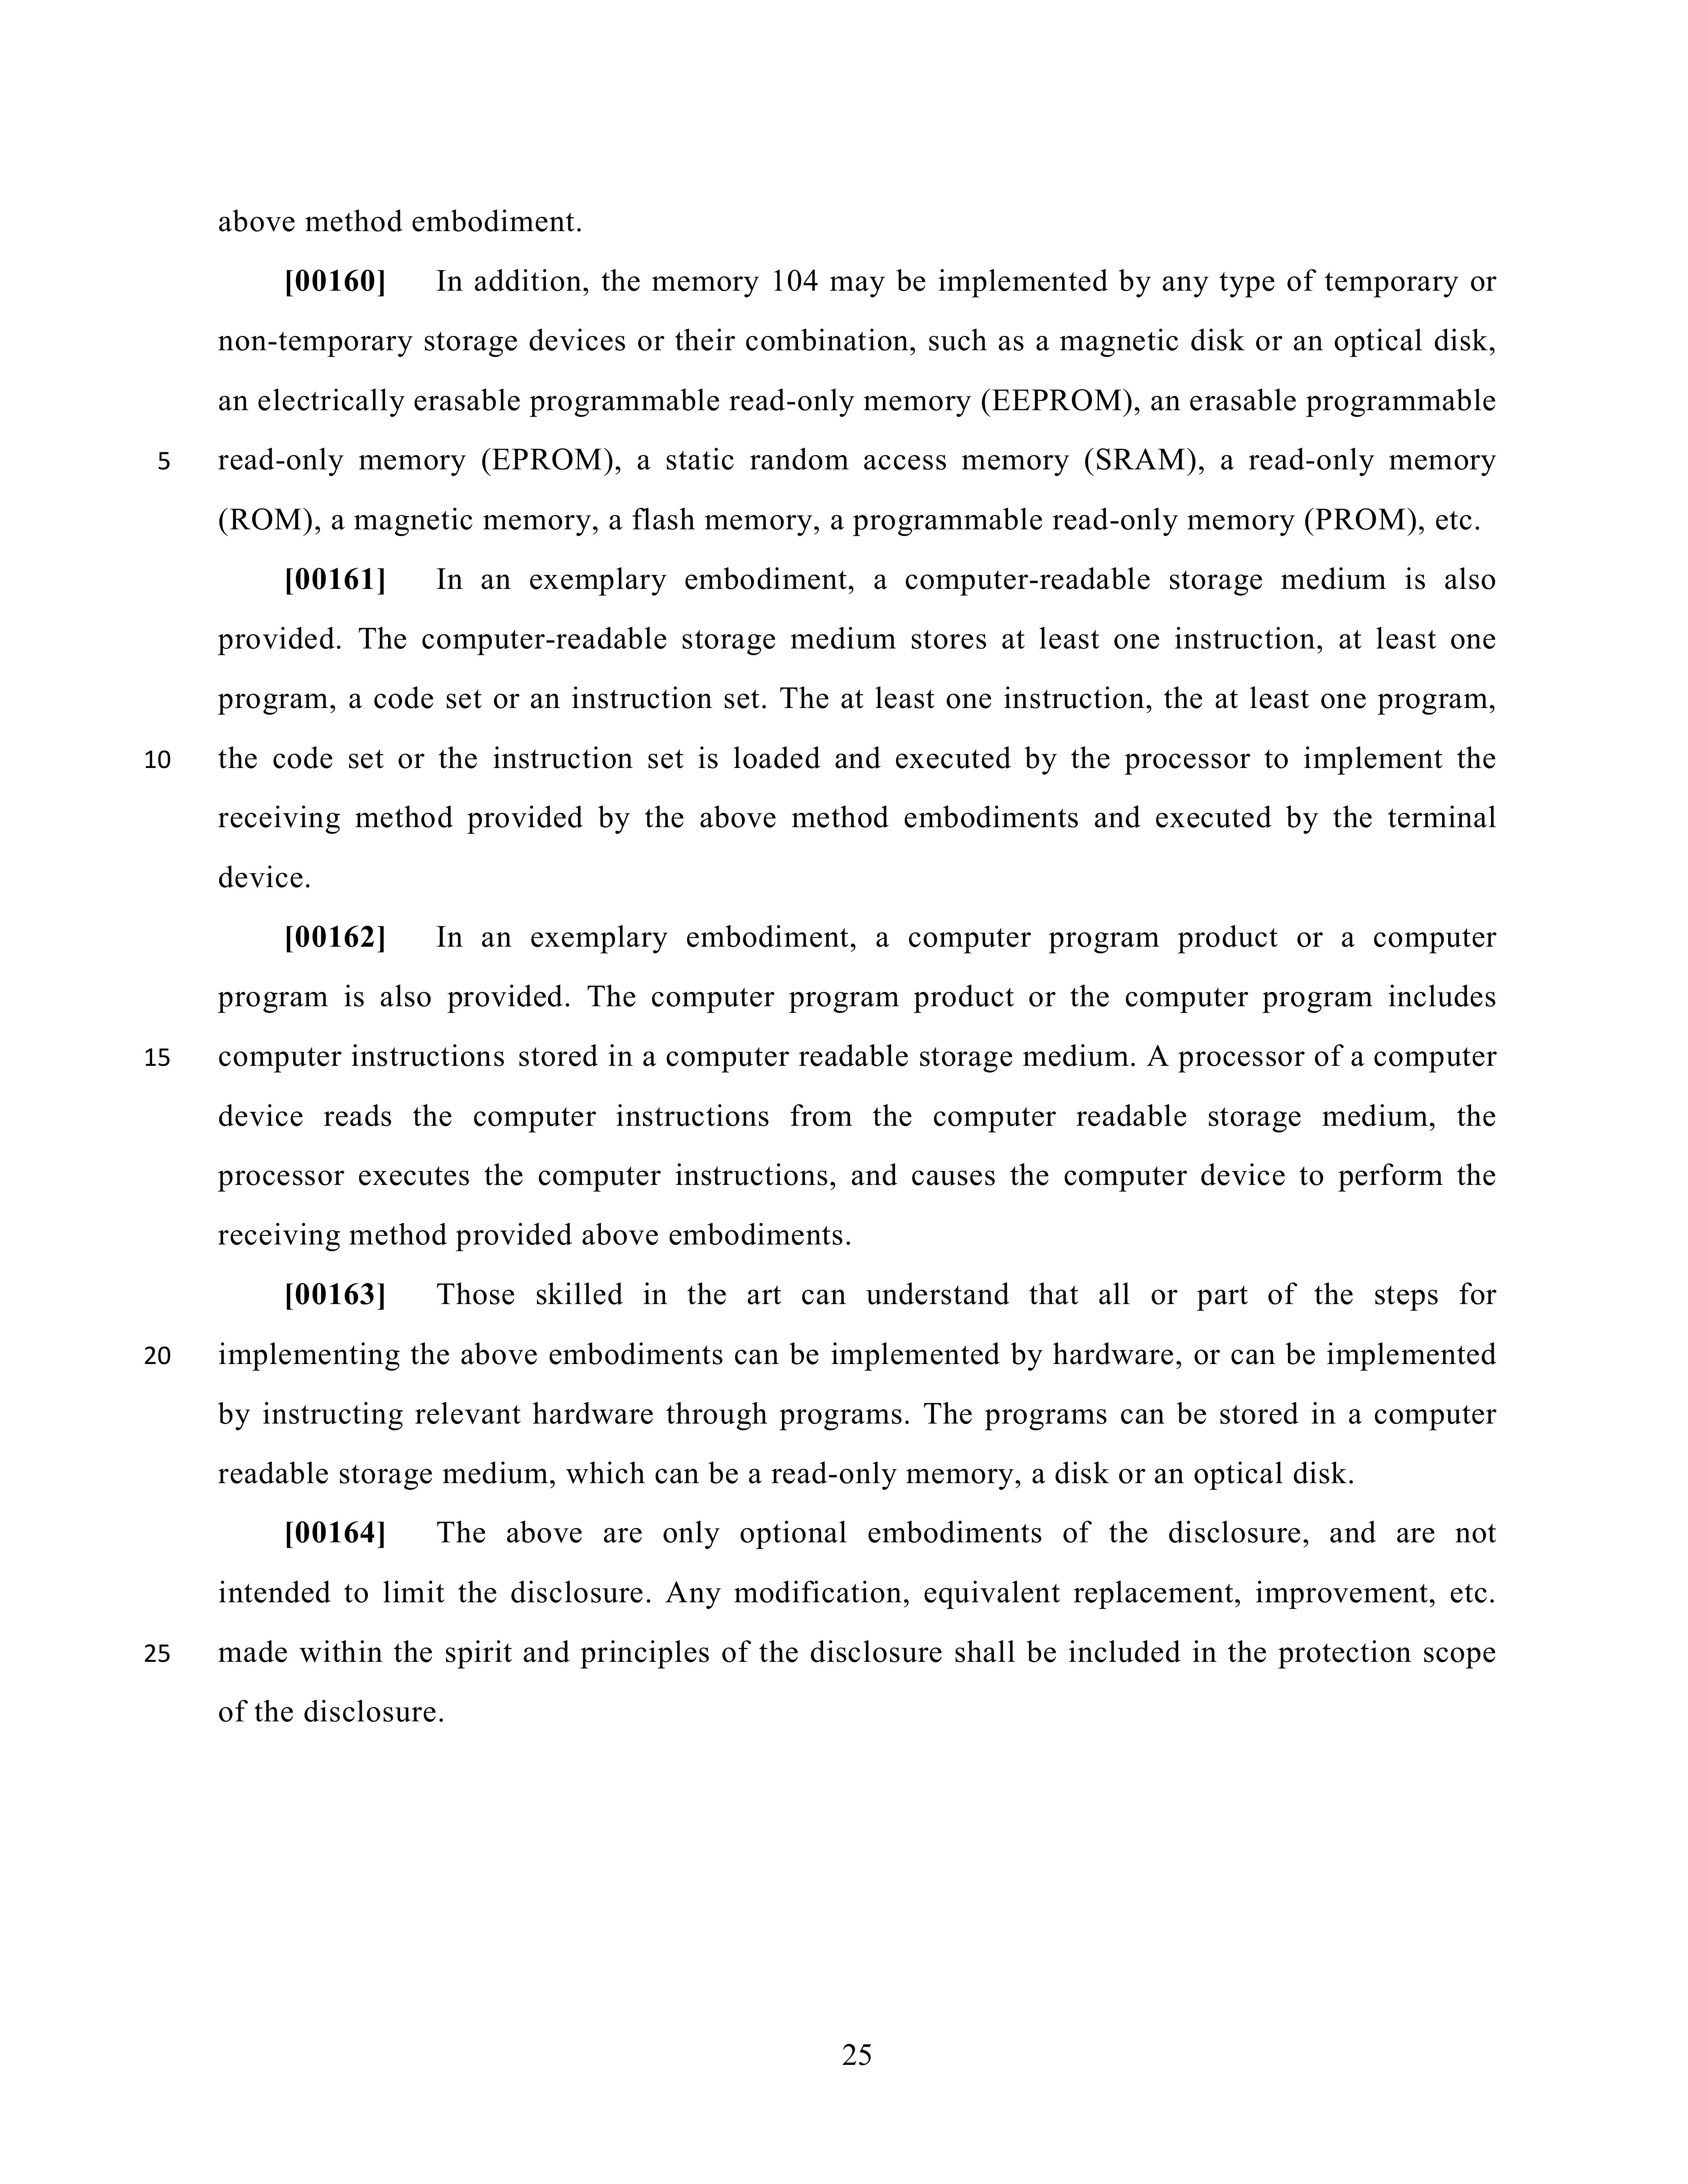 above method embodiment.
[00160] In addition, the memory 104 may be implemented by any type of temporary or
non-temporary storage devices or their combination, such as a magnetic disk or an optical disk,
an electrically erasable programmable read-only memory (EEPROM), an erasable programmable
5 read-only memory (EPROM), a static random access memory (SRAM), a read-only memory
(ROM), a magnetic memory, a flash memory, a programmable read-only memory (PROM), etc.
[00161] In an exemplary embodiment, a computer-readable storage medium is also
provided. The computer-readable storage medium stores at least one instruction, at least one
program, a code set or an instruction set. The at least one instruction, the at least one program,
10 the code set or the instruction set is loaded and executed by the processor to implement the
receiving method provided by the above method embodiments and executed by the terminal
device.
[00162] In an exemplary embodiment, a computer program product or a computer
program is also provided. The computer program product or the computer program includes
15 computer instructions stored in a computer readable storage medium. A processor of a computer
device reads the computer instructions from the computer readable storage medium, the
processor executes the computer instructions, and causes the computer device to perform the
receiving method provided above embodiments.
[00163] Those skilled in the art can understand that all or part of the steps for
20 implementing the above embodiments can be implemented by hardware, or can be implemented
by instructing relevant hardware through programs. The programs can be stored in a computer
readable storage medium, which can be a read-only memory, a disk or an optical disk.
[00164] The above are only optional embodiments of the disclosure, and are not
intended to limit the disclosure. Any modification, equivalent replacement, improvement, etc.
25 made within the spirit and principles of the disclosure shall be included in the protection scope
of the disclosure.
25